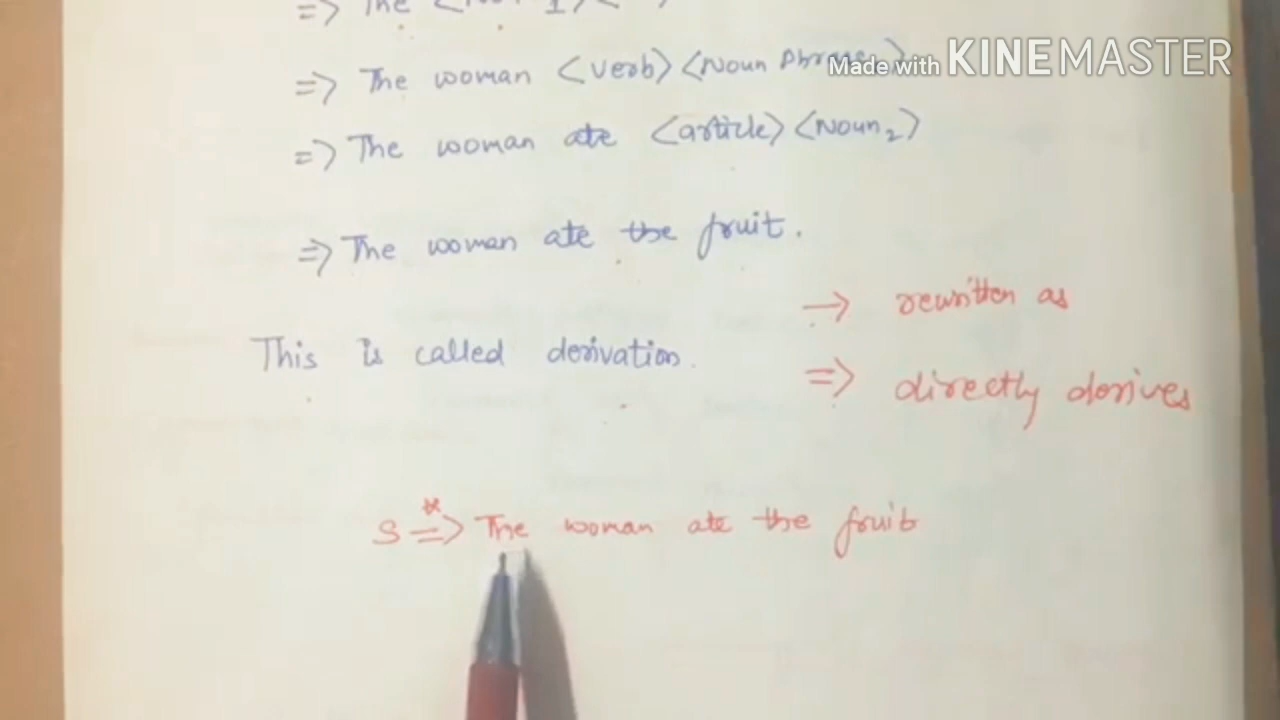 => The
=> The woman <verb> <Noun Phrase>
Made with KINEMASTER
=> The woman ate <article> <Noun2>
=> The woman ate the fruit.
-> rewritten as
This is called derivation.
=> directly derives
S *=> The woman ate the fruit